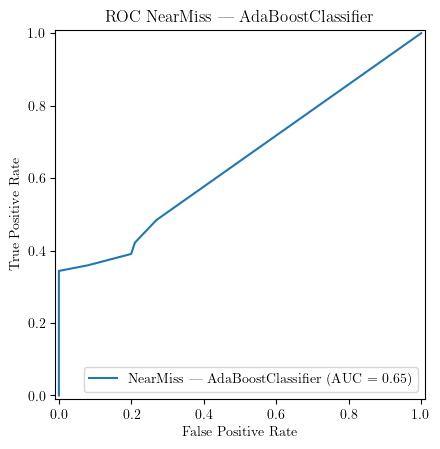 ROC NearMiss — AdaBoostClassifier
True Positive Rate
1.0
0.8
0.6
0.4
0.2
0.0
NearMiss — AdaBoostClassifier (AUC = 0.65)
0.0 0.2 0.4 0.6 0.8 1.0
False Positive Rate